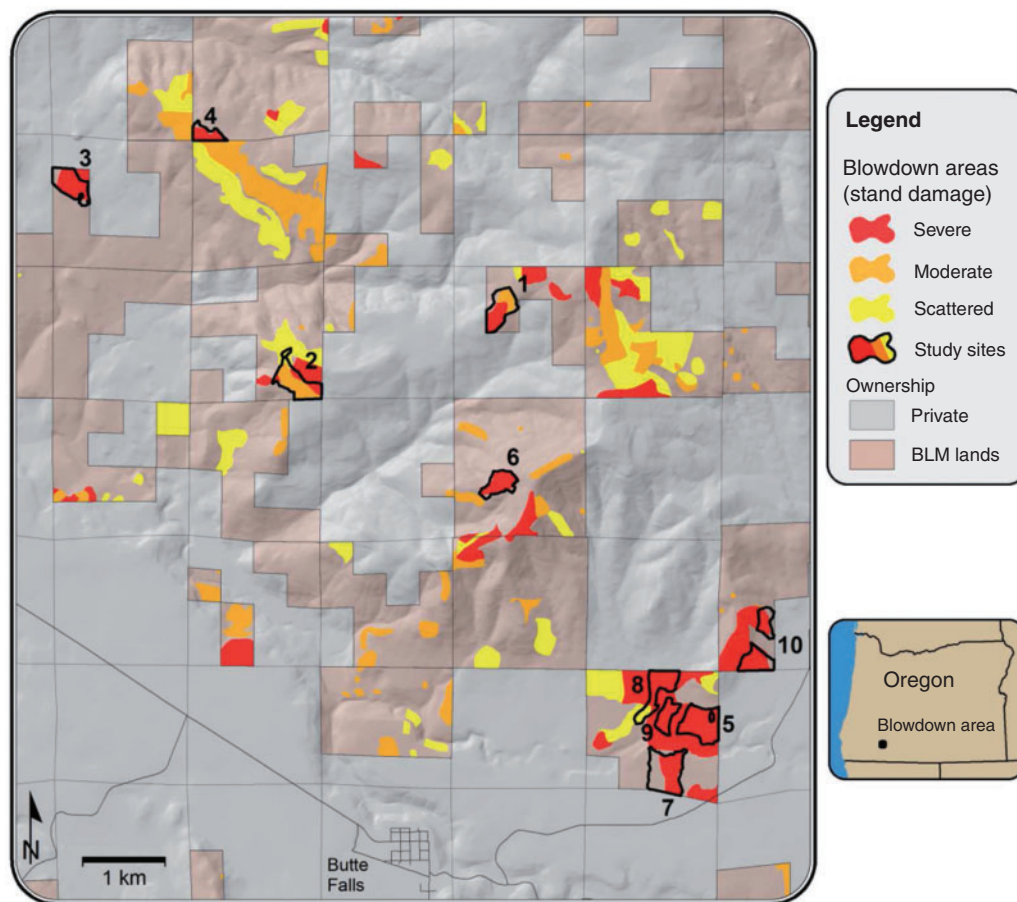 4
3
1
2
6
10
8
5
9
7
N
1 km
Butte
Falls
Legend
Blowdown areas
(stand damage)
Severe
Moderate
Scattered
Study sites
Ownership
Private
BLM lands
Oregon
Blowdown area